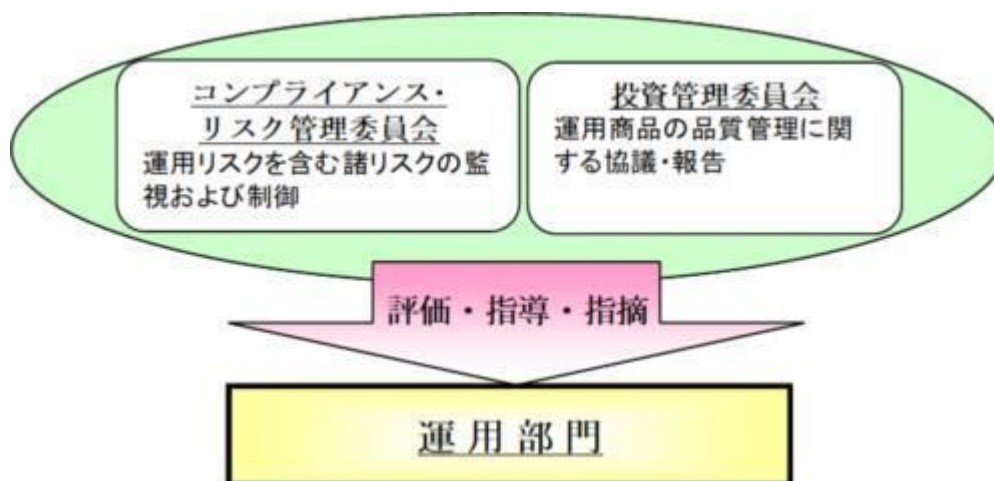 コンプライアンス・
リスク管理委員会
運用リスクを含む諸リスクの監
視および制御
投資管理委員会
運用商品の品質管理に関
する協議・報告
評価・指導・指摘
運用部門